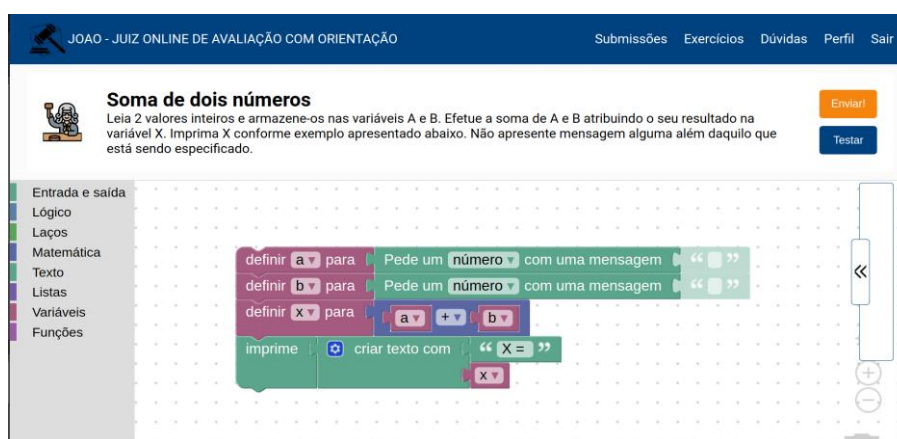 JOAO - JUIZ ONLINE DE AVALIAÇÃO COM ORIENTAÇÃO
Submissões Exercícios Dúvidas Perfil Sair
Soma de dois números
Leia 2 valores inteiros e armazene-os nas variáveis A e B. Efetue a soma de A e B atribuindo o seu resultado na
variável X. Imprima X conforme exemplo apresentado abaixo. Não apresente mensagem alguma além daquilo que
está sendo especificado.
Enviar!
Testar
Entrada e saída
Lógico
Laços
Matemática
Texto
Listas
Variáveis
Funções
definir a para Pede um número com uma mensagem “ ”
definir b para Pede um número com uma mensagem “ ”
definir x para a + b
imprime criar texto com “ X = ”
x